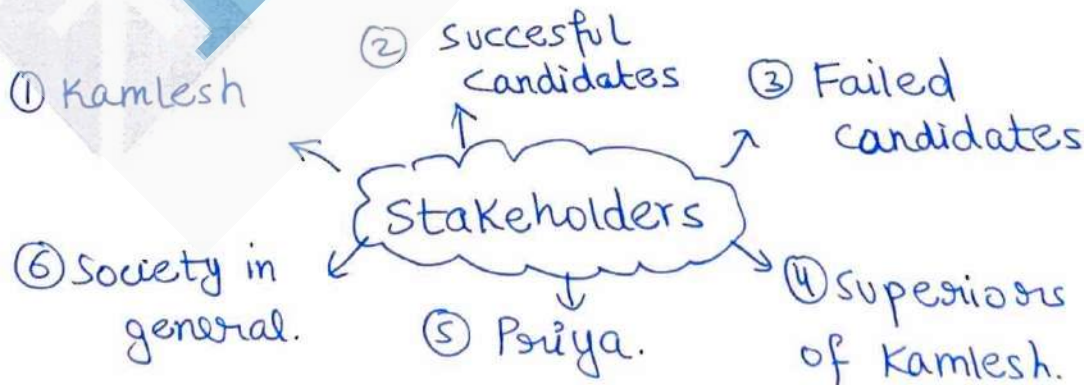 ① Kamlesh
② succesful
candidates
③ Failed
candidates
Stakeholders
④ superiors
of Kamlesh.
⑤ Priya.
⑥ Society in
general.